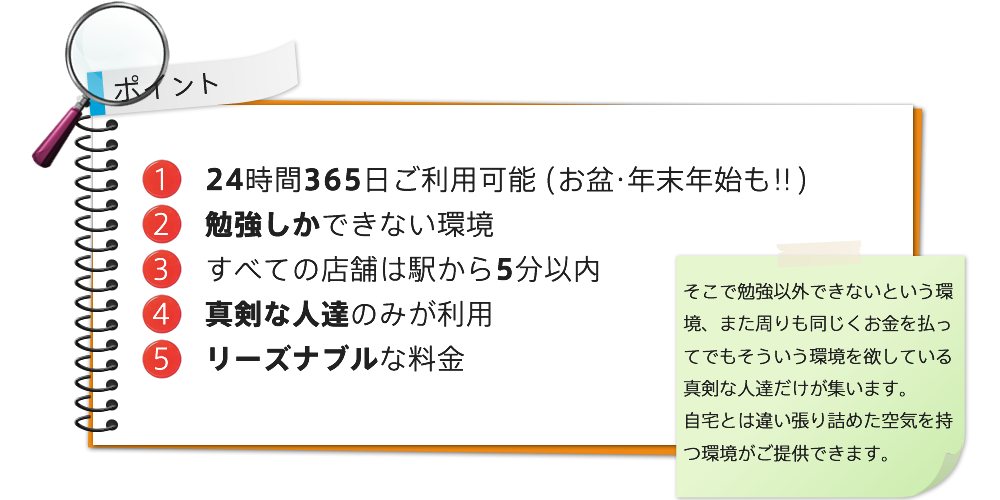 ポイント
1 24時間365日ご利用可能 (お盆・年末年始も!!)
2 勉強しかできない環境
3 すべての店舗は駅から5分以内
4 真剣な人達のみが利用
5 リーズナブルな料金
そこで勉強以外できないという環
境、また周りも同じくお金を払っ
てでもそういう環境を欲している
真剣な人達だけが集います。
自宅とは違い張り詰めた空気を持
つ環境がご提供できます。